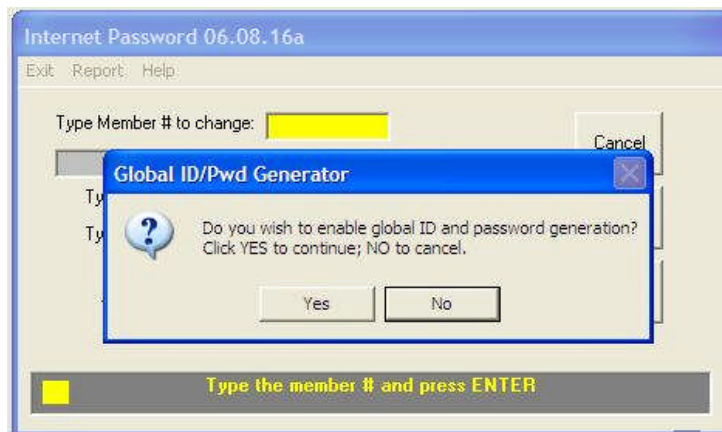 Internet Password 06.08.16a
Exit Report Help
Type Member # to change:
Cancel
Global ID/Pwd Generator
Ty
Do you wish to enable global ID and password generation?
Ty
Click YES to continue; NO to cancel.
Yes No
Type the member # and press ENTER